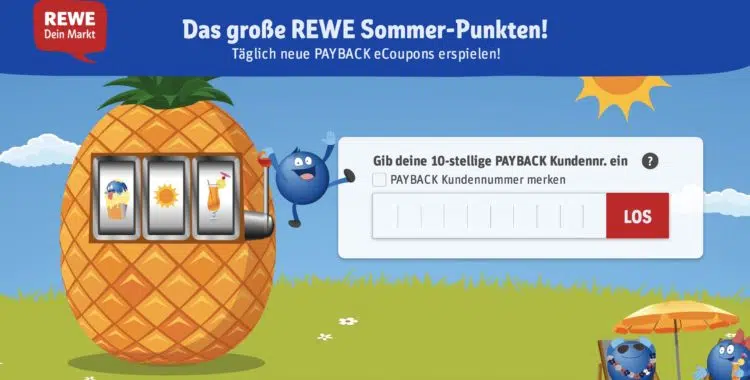 REWE
Dein Markt
Das große REWE Sommer-Punkten!
Täglich neue PAYBACK eCoupons erspielen!
Gib deine 10-stellige PAYBACK Kundennr. ein ?
PAYBACK Kundennummer merken
LOS